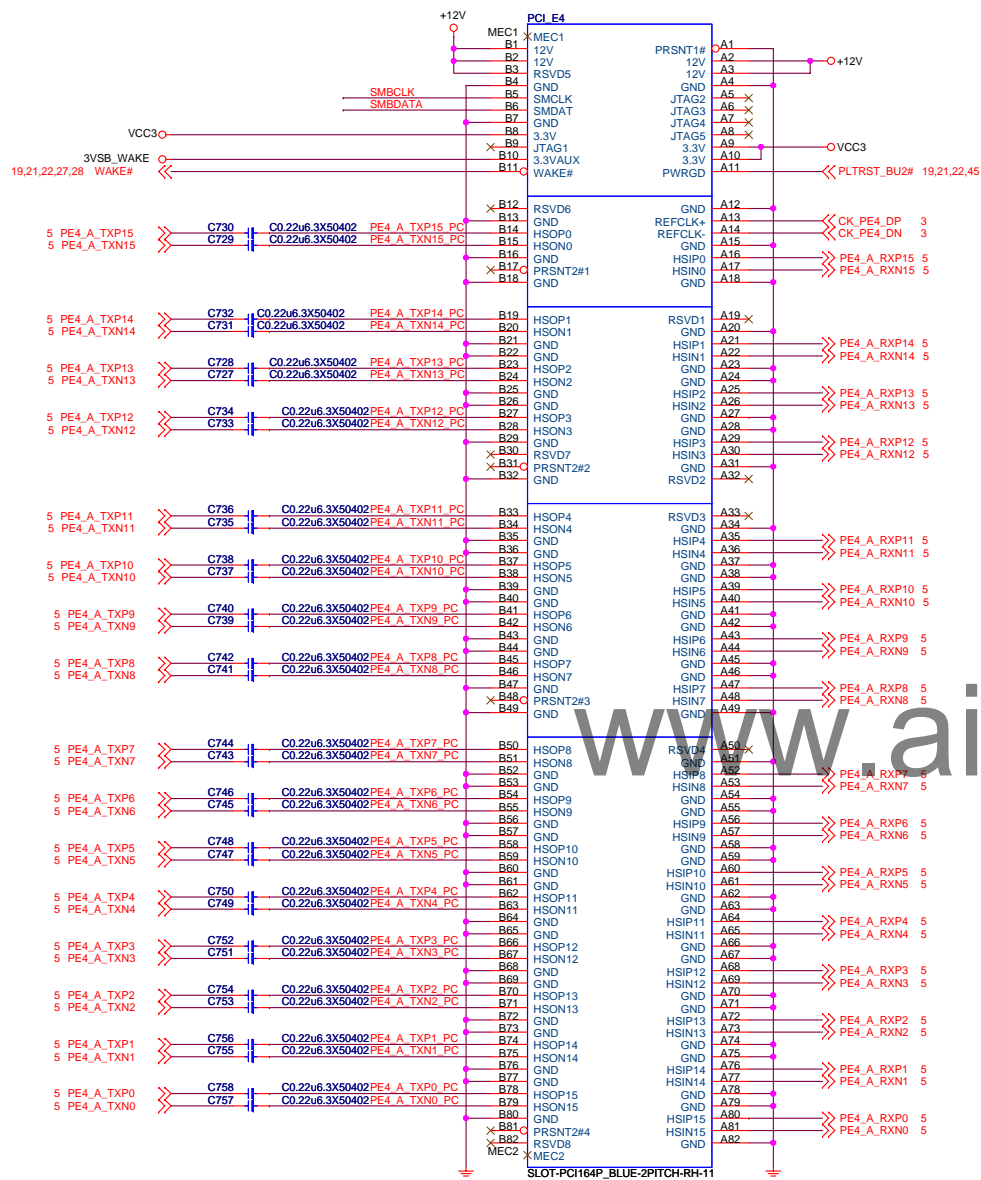 +12V PCI_E4
MEC1 MEC1
B1 12V PRSNT1# A1
B2 12V 12V A2 +12V
B3 RSVD5 12V A3
B4 GND GND A4
SMBCLK B5 SMCLK JTAG2 A5
SMBDATA B6 SMDAT JTAG3 A6
B7 GND JTAG4 A7
VCC3 B8 3.3V JTAG5 A8
B9 JTAG1 3.3V A9 VCC3
3VSB_WAKE B10 3.3VAUX 3.3V A10
19,21,22,27,28 WAKE# B11 WAKE# PWRGD A11 PLTRST_BU2# 19,21,22,45
B12 RSVD6 GND A12
B13 GND REFCLK+ A13 CK_PE4_DP 3
5 PE4_A_TXP15 C730 C0.22u6.3X50402 PE4_A_TXP15_PC B14 HSOP0 REFCLK- A14 CK_PE4_DN 3
5 PE4_A_TXN15 C729 C0.22u6.3X50402 PE4_A_TXN15_PC B15 HSON0 GND A15
B16 GND HSIP0 A16 PE4_A_RXP15 5
B17 PRSNT2#1 HSIN0 A17 PE4_A_RXN15 5
B18 GND GND A18
5 PE4_A_TXP14 C732 C0.22u6.3X50402 PE4_A_TXP14_PC B19 HSOP1 RSVD1 A19
5 PE4_A_TXN14 C731 C0.22u6.3X50402 PE4_A_TXN14_PC B20 HSON1 GND A20
B21 GND HSIP1 A21 PE4_A_RXP14 5
B22 GND HSIN1 A22 PE4_A_RXN14 5
5 PE4_A_TXP13 C728 C0.22u6.3X50402 PE4_A_TXP13_PC B23 HSOP2 GND A23
5 PE4_A_TXN13 C727 C0.22u6.3X50402 PE4_A_TXN13_PC B24 HSON2 GND A24
B25 GND HSIP2 A25 PE4_A_RXP13 5
B26 GND HSIN2 A26 PE4_A_RXN13 5
5 PE4_A_TXP12 C734 C0.22u6.3X50402 PE4_A_TXP12_PC B27 HSOP3 GND A27
5 PE4_A_TXN12 C733 C0.22u6.3X50402 PE4_A_TXN12_PC B28 HSON3 GND A28
B29 GND HSIP3 A29 PE4_A_RXP12 5
B30 RSVD7 HSIN3 A30 PE4_A_RXN12 5
B31 PRSNT2#2 GND A31
B32 GND RSVD2 A32
5 PE4_A_TXP11 C736 C0.22u6.3X50402 PE4_A_TXP11_PC B33 HSOP4 RSVD3 A33
5 PE4_A_TXN11 C735 C0.22u6.3X50402 PE4_A_TXN11_PC B34 HSON4 GND A34
B35 GND HSIP4 A35 PE4_A_RXP11 5
B36 GND HSIN4 A36 PE4_A_RXN11 5
5 PE4_A_TXP10 C738 C0.22u6.3X50402 PE4_A_TXP10_PC B37 HSOP5 GND A37
5 PE4_A_TXN10 C737 C0.22u6.3X50402 PE4_A_TXN10_PC B38 HSON5 GND A38
B39 GND HSIP5 A39 PE4_A_RXP10 5
B40 GND HSIN5 A40 PE4_A_RXN10 5
5 PE4_A_TXP9 C740 C0.22u6.3X50402 PE4_A_TXP9_PC B41 HSOP6 GND A41
5 PE4_A_TXN9 C739 C0.22u6.3X50402 PE4_A_TXN9_PC B42 HSON6 GND A42
B43 GND HSIP6 A43 PE4_A_RXP9 5
B44 GND HSIN6 A44 PE4_A_RXN9 5
5 PE4_A_TXP8 C742 C0.22u6.3X50402 PE4_A_TXP8_PC B45 HSOP7 GND A45
5 PE4_A_TXN8 C741 C0.22u6.3X50402 PE4_A_TXN8_PC B46 HSON7 GND A46
B47 GND HSIP7 A47 PE4_A_RXP8 5
B48 PRSNT2#3 HSIN7 A48 PE4_A_RXN8 5
B49 GND GND A49
www.ai
5 PE4_A_TXP7 C744 C0.22u6.3X50402 PE4_A_TXP7_PC B50 HSOP8 RSVD4 A50
5 PE4_A_TXN7 C743 C0.22u6.3X50402 PE4_A_TXN7_PC B51 HSON8 GND A51
B52 GND HSIP8 A52 PE4_A_RXP7 5
B53 GND HSIN8 A53 PE4_A_RXN7 5
5 PE4_A_TXP6 C746 C0.22u6.3X50402 PE4_A_TXP6_PC B54 HSOP9 GND A54
5 PE4_A_TXN6 C745 C0.22u6.3X50402 PE4_A_TXN6_PC B55 HSON9 GND A55
B56 GND HSIP9 A56 PE4_A_RXP6 5
B57 GND HSIN9 A57 PE4_A_RXN6 5
5 PE4_A_TXP5 C748 C0.22u6.3X50402 PE4_A_TXP5_PC B58 HSOP10 GND A58
5 PE4_A_TXN5 C747 C0.22u6.3X50402 PE4_A_TXN5_PC B59 HSON10 GND A59
B60 GND HSIP10 A60 PE4_A_RXP5 5
B61 GND HSIN10 A61 PE4_A_RXN5 5
5 PE4_A_TXP4 C750 C0.22u6.3X50402 PE4_A_TXP4_PC B62 HSOP11 GND A62
5 PE4_A_TXN4 C749 C0.22u6.3X50402 PE4_A_TXN4_PC B63 HSON11 GND A63
B64 GND HSIP11 A64 PE4_A_RXP4 5
B65 GND HSIN11 A65 PE4_A_RXN4 5
5 PE4_A_TXP3 C752 C0.22u6.3X50402 PE4_A_TXP3_PC B66 HSOP12 GND A66
5 PE4_A_TXN3 C751 C0.22u6.3X50402 PE4_A_TXN3_PC B67 HSON12 GND A67
B68 GND HSIP12 A68 PE4_A_RXP3 5
B69 GND HSIN12 A69 PE4_A_RXN3 5
5 PE4_A_TXP2 C754 C0.22u6.3X50402 PE4_A_TXP2_PC B70 HSOP13 GND A70
5 PE4_A_TXN2 C753 C0.22u6.3X50402 PE4_A_TXN2_PC B71 HSON13 GND A71
B72 GND HSIP13 A72 PE4_A_RXP2 5
B73 GND HSIN13 A73 PE4_A_RXN2 5
5 PE4_A_TXP1 C756 C0.22u6.3X50402 PE4_A_TXP1_PC B74 HSOP14 GND A74
5 PE4_A_TXN1 C755 C0.22u6.3X50402 PE4_A_TXN1_PC B75 HSON14 GND A75
B76 GND HSIP14 A76 PE4_A_RXP1 5
B77 GND HSIN14 A77 PE4_A_RXN1 5
5 PE4_A_TXP0 C758 C0.22u6.3X50402 PE4_A_TXP0_PC B78 HSOP15 GND A78
5 PE4_A_TXN0 C757 C0.22u6.3X50402 PE4_A_TXN0_PC B79 HSON15 GND A79
B80 GND HSIP15 A80 PE4_A_RXP0 5
B81 PRSNT2#4 HSIN15 A81 PE4_A_RXN0 5
B82 RSVD8 GND A82
MEC2 MEC2
SLOT-PCI164P_BLUE-2PITCH-RH-11